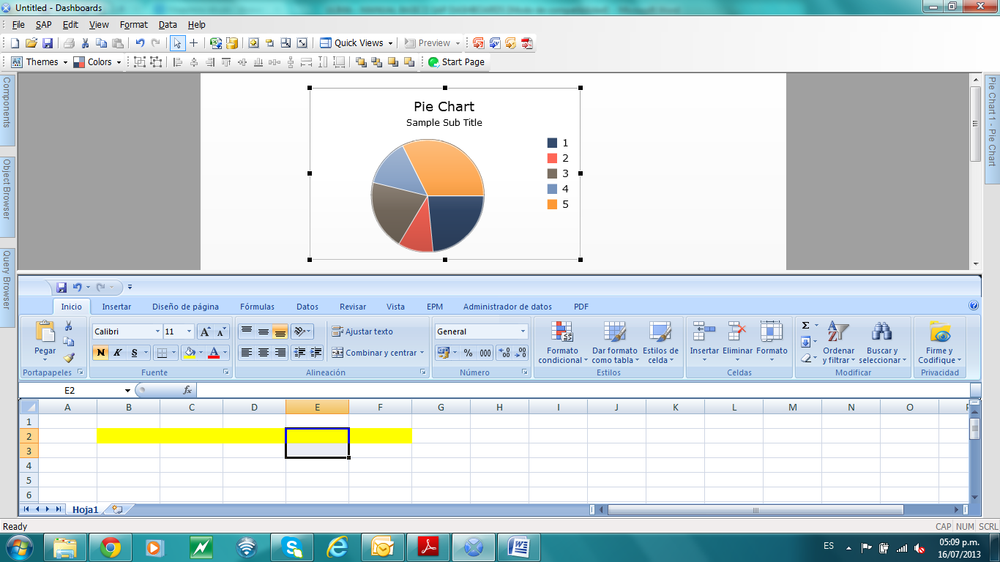 Untitled - Dashboards
File SAP Edit View Format Data Help
Quick Views Preview
Themes Colors Start Page
Components
Object Browser
Query Browser
Pie Chart 1 - Pie Chart
Pie Chart
Sample Sub Title
1
2
3
4
5
Inicio Insertar Diseño de página Fórmulas Datos Revisar Vista EPM Administrador de datos PDF
Pegar
Portapapeles
Calibri 11
N K S
Fuente
Ajustar texto
Combinar y centrar
Alineación
General
% 000
Número
Formato condicional
Dar formato como tabla
Estilos de celda
Estilos
Insertar Eliminar Formato
Celdas
Σ
Ordenar y filtrar
Buscar y seleccionar
Modificar
Firme y Codifique
Privacidad
E2 fx
A B C D E F G H I J K L M N O P
1
2
3
4
5
6
Hoja1
Ready CAP NUM SCRL
ES 05:09 p.m.
16/07/2013